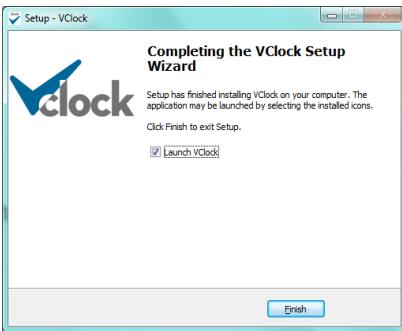 Setup - VClock
Vclock
Completing the VClock Setup
Wizard
Setup has finished installing VClock on your computer. The
application may be launched by selecting the installed icons.
Click Finish to exit Setup.
Launch VClock
Finish